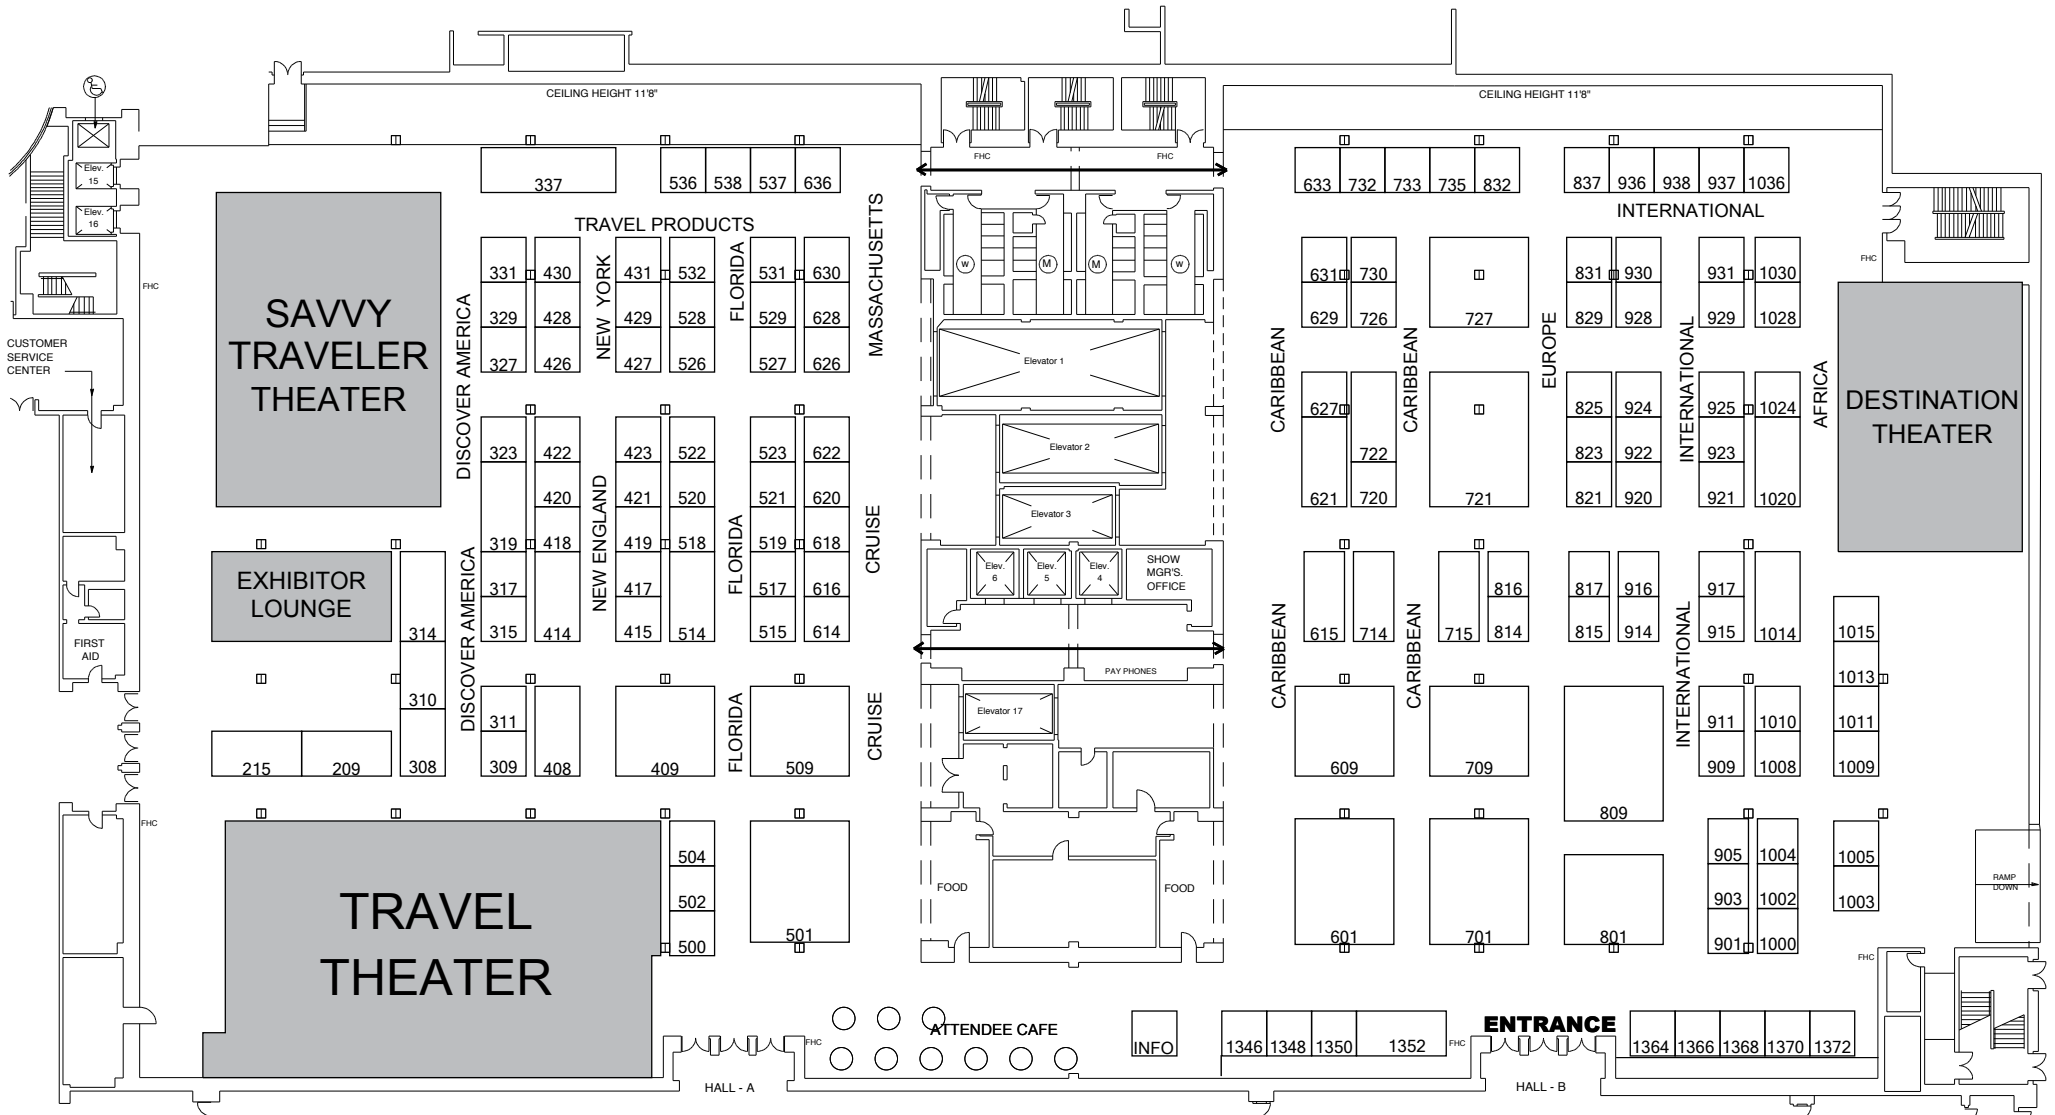 CEILING HEIGHT 11'8"
CEILING HEIGHT 11'8"
FHC
FHC
Elev.
15
Elev.
16
FHC
CUSTOMER
SERVICE
CENTER
FIRST
AID
FHC
SAVVY
TRAVELER
THEATER
EXHIBITOR
LOUNGE
TRAVEL
THEATER
337
536 538 537 636
TRAVEL PRODUCTS
DISCOVER AMERICA
NEW YORK
FLORIDA
MASSACHUSETTS
331 430 431 532 531 630
329 428 429 528 529 628
327 426 427 526 527 626
323 422 423 522 523 622
420 421 520 521 620
319 418 419 518 519 618
317 417 517 616
315 414 415 514 515 614
DISCOVER AMERICA
NEW ENGLAND
FLORIDA
CRUISE
314
310
308
215 209
311
309 408 409 509
FLORIDA
CRUISE
504
502
500
501
W
M
M
W
Elevator 1
Elevator 2
Elevator 3
Elev.
6
Elev.
5
Elev.
4
SHOW
MGR'S.
OFFICE
PAY PHONES
Elevator 17
FOOD
FOOD
633 732 733 735 832
837 936 938 937 1036
INTERNATIONAL
631 730 831 930 931 1030
629 726 727 829 928 929 1028
CARIBBEAN
CARIBBEAN
EUROPE
INTERNATIONAL
AFRICA
FHC
DESTINATION
THEATER
627 825 924 925 1024
722 823 922 923
621 720 721 821 920 921 1020
816 817 916 917
615 714 715 814 815 914 915 1014
CARIBBEAN
CARIBBEAN
INTERNATIONAL
1015
1013
1011
1009
911 1010
609 709 909 1008
809
905 1004 1005
903 1002 1003
601 701 801 901 1000
RAMP
DOWN
FHC
ATTENDEE CAFE
INFO
1346 1348 1350 1352
FHC
ENTRANCE
1364 1366 1368 1370 1372
FHC
HALL - A
HALL - B